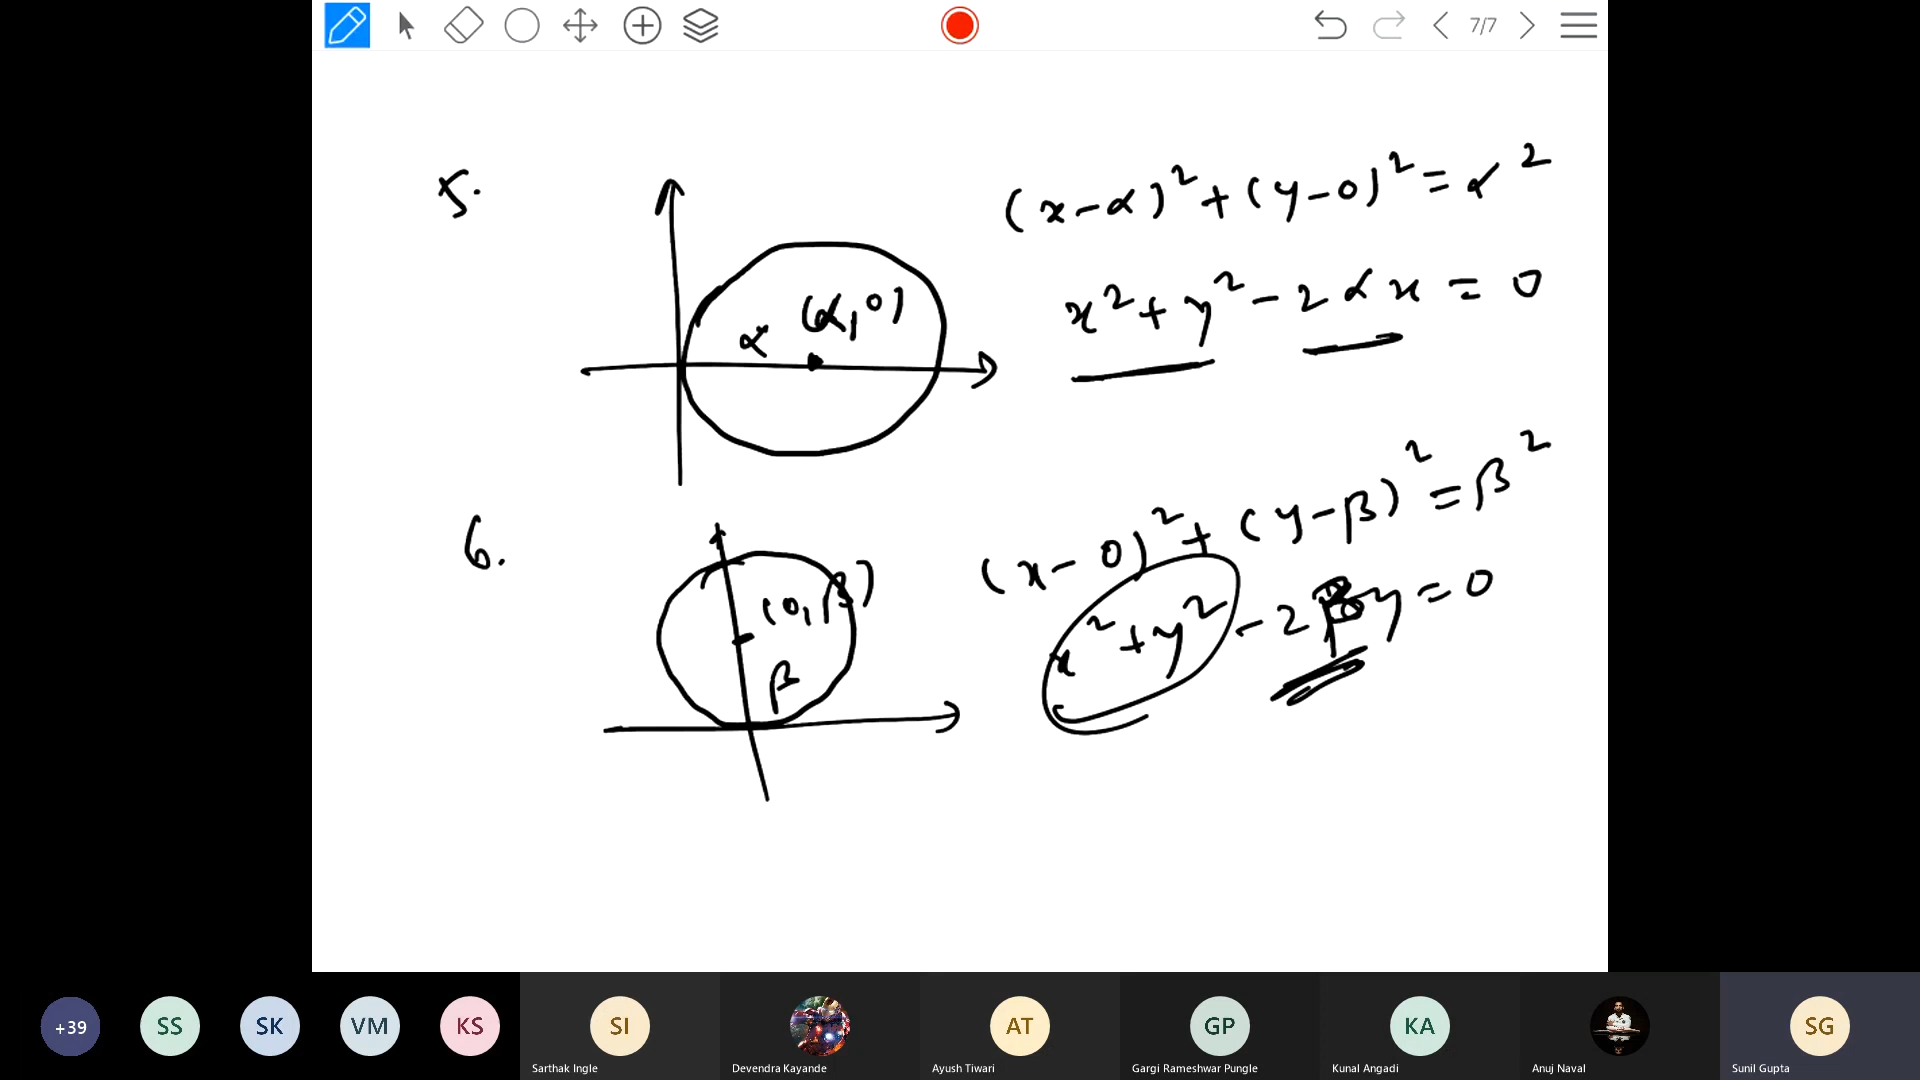 7/7
5.
(x-α)²+(y-0)²=α²
(α,0)
α
x²+y²-2αx=0
6.
(x-0)²+(y-β)²=β²
(0,β)
β
x²+y²-2βy=0
+39
SS
SK
VM
KS
SI
AT
GP
KA
SG
Sarthak Ingle
Devendra Kayande
Ayush Tiwari
Gargi Rameshwar Pungle
Kunal Angadi
Anuj Naval
Sunil Gupta